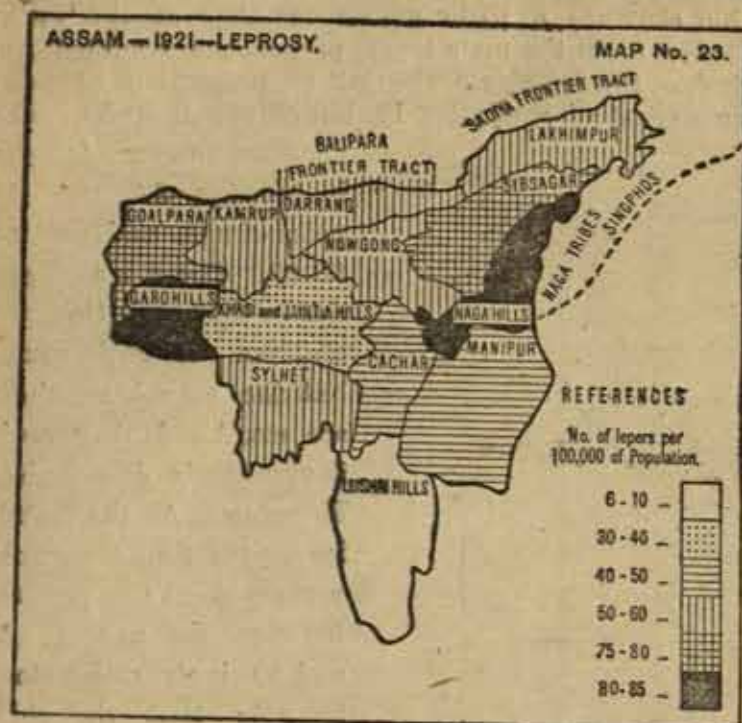 ASSAM — 1921 — LEPROSY.
MAP No. 23.
SADIYA FRONTIER TRACT
LAKHIMPUR
BALIPARA
FRONTIER TRACT
DARRANG
SIBSAGAR
GOALPARA
KAMRUP
NOWGONG
NAGA TRIBES
SINGPHOS
GARO HILLS
KHASI and JAINTIA HILLS
NAGA HILLS
MANIPUR
CACHAR
SYLHET
LUSHAI HILLS
REFERENCES
No. of lepers per
100,000 of Population.
6-10
30-40
40-50
50-60
75-80
80-85